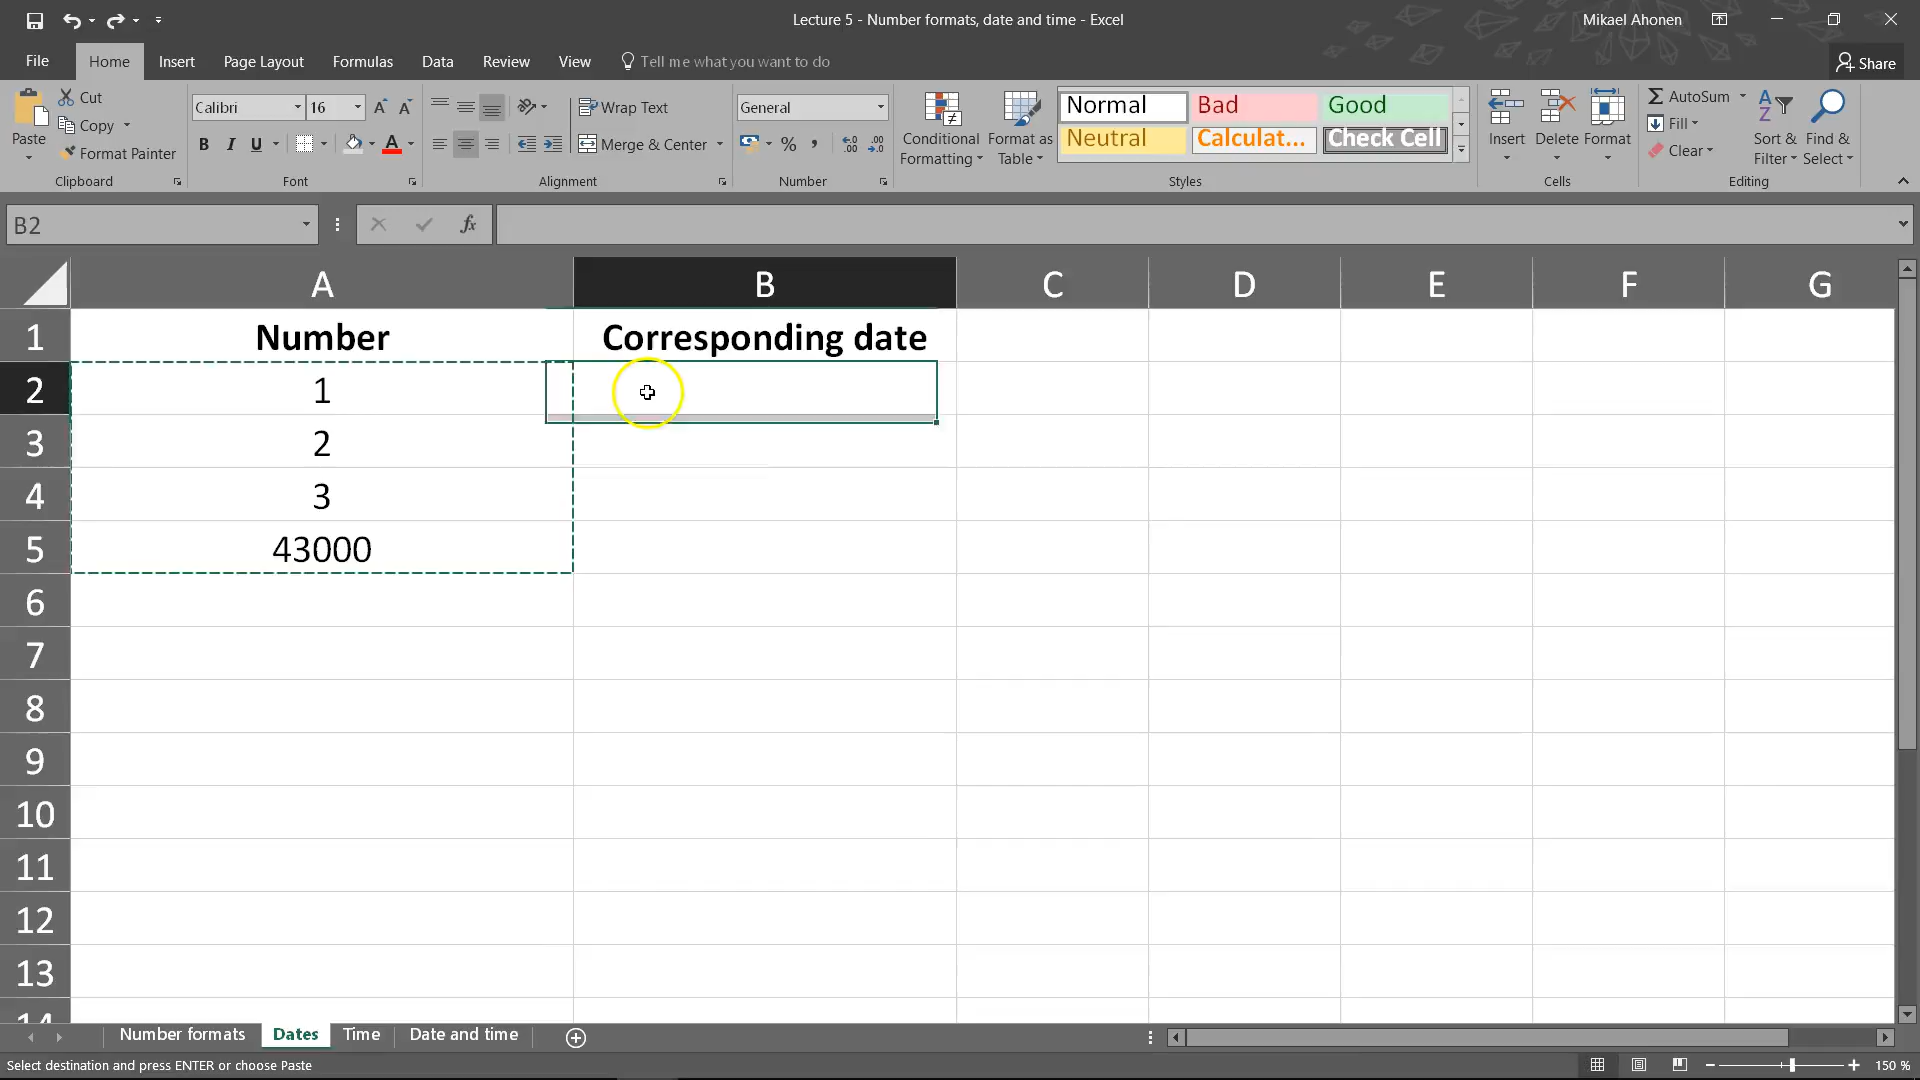 Lecture 5 - Number formats, date and time - Excel
Mikael Ahonen
File
Home
Insert
Page Layout
Formulas
Data
Review
View
Tell me what you want to do
Share
Paste
Cut
Copy
Format Painter
Clipboard
Calibri
16
B I U
A
Font
Wrap Text
Merge & Center
Alignment
General
%
Number
Conditional
Formatting
Format as
Table
Normal
Bad
Good
Neutral
Calculat...
Check Cell
Styles
Insert
Delete
Format
Cells
AutoSum
Fill
Clear
Sort &
Filter
Find &
Select
Editing
B2
fx
A B C D E F G
1 Number Corresponding date
2 1
3 2
4 3
5 43000
6
7
8
9
10
11
12
13
14
Number formats
Dates
Time
Date and time
Select destination and press ENTER or choose Paste
150 %